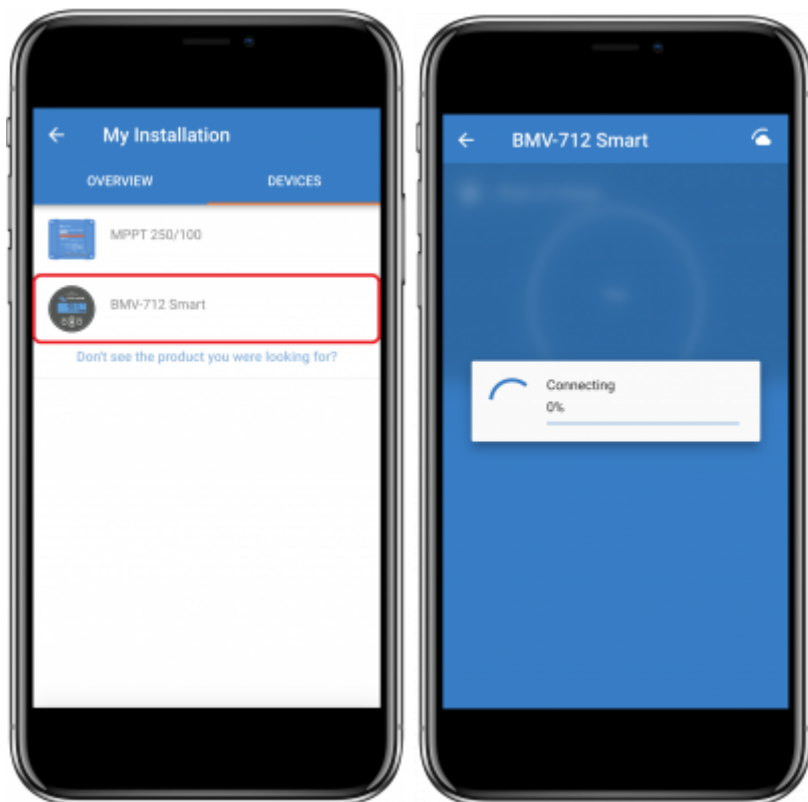 My Installation
OVERVIEW DEVICES
MPPT 250/100
BMV-712 Smart
Don't see the product you were looking for?
BMV-712 Smart
Connecting
0%